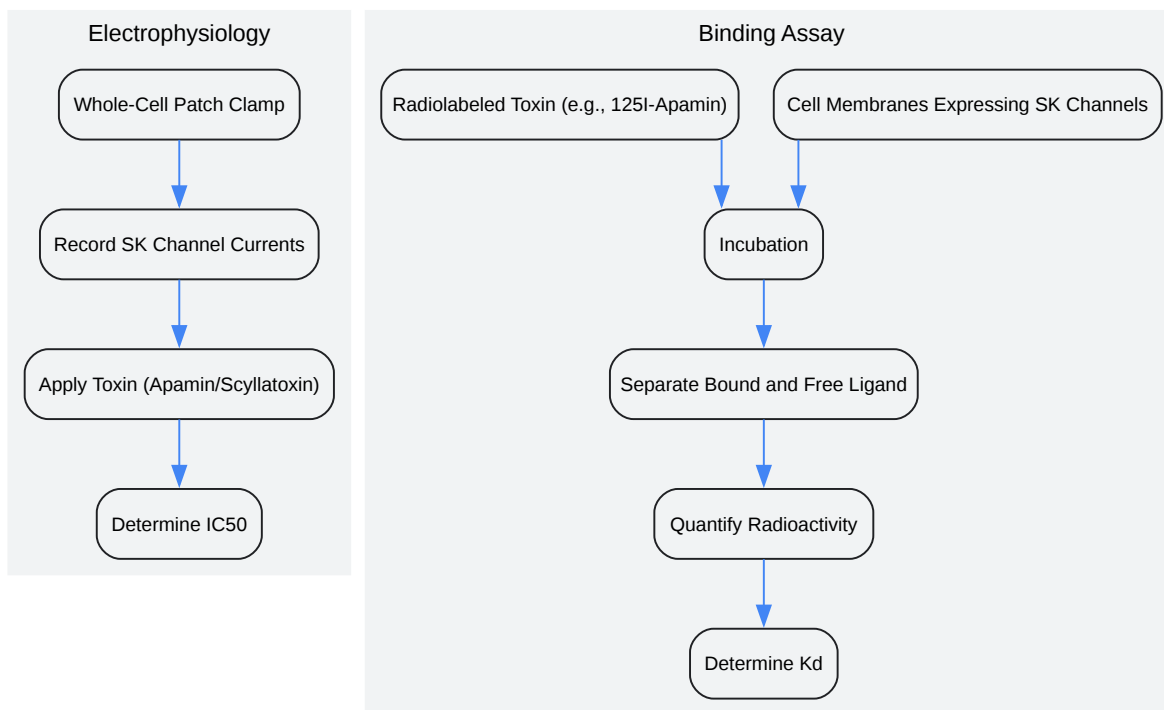 Electrophysiology
Whole-Cell Patch Clamp
Record SK Channel Currents
Apply Toxin (Apamin/Scyllatoxin)
Determine IC50
Binding Assay
Radiolabeled Toxin (e.g., 125I-Apamin)
Cell Membranes Expressing SK Channels
Incubation
Separate Bound and Free Ligand
Quantify Radioactivity
Determine Kd